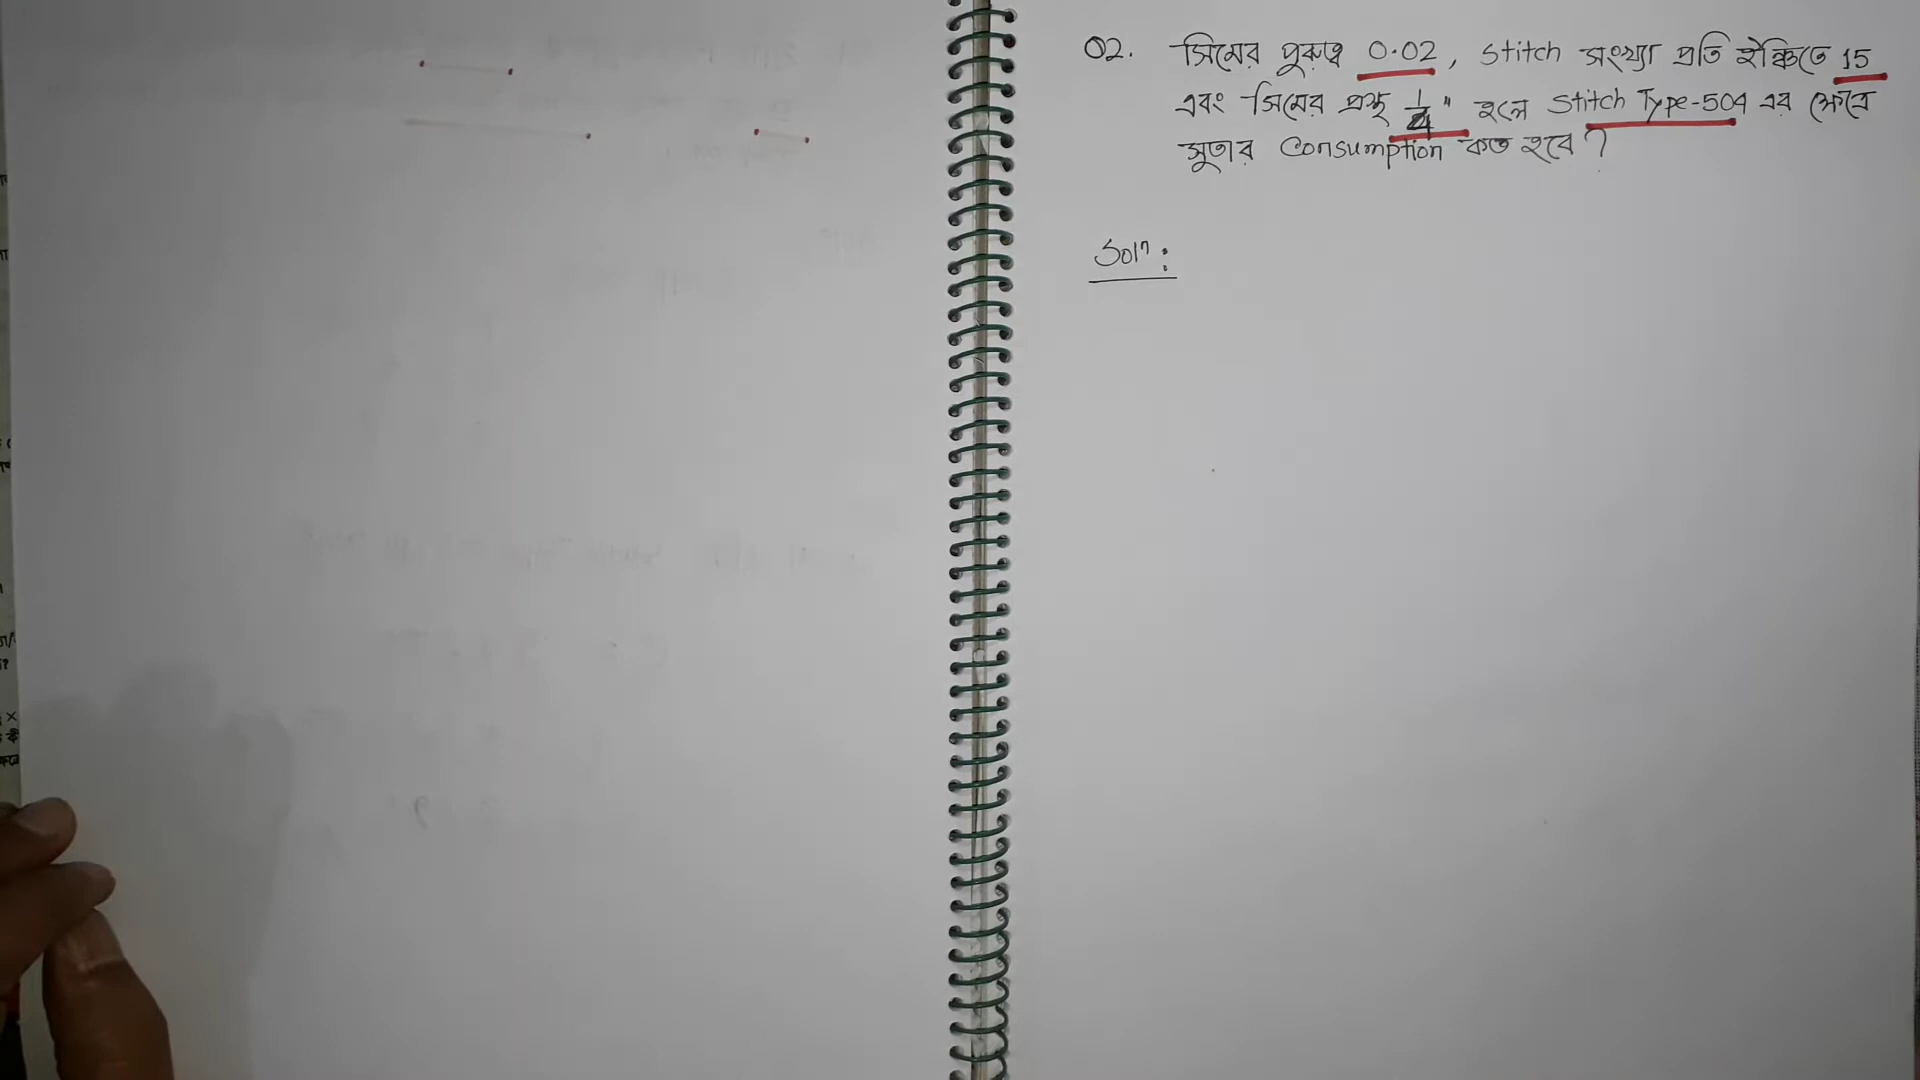 02. সিমের পুরুত্ব 0.02, Stitch সংখ্যা প্রতি ইঞ্চিতে 15
এবং সিমের প্রস্থ 1/4" হলে Stitch Type-504 এর ক্ষেত্রে
সুতার Consumption কত হবে?
Solⁿ: